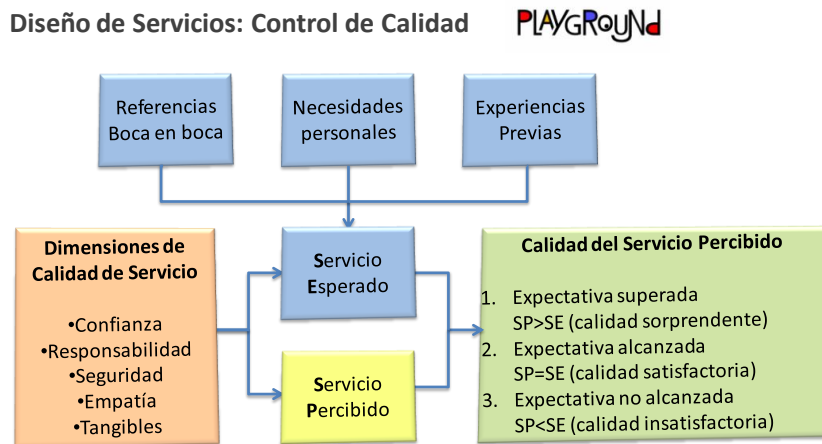 Diseño de Servicios: Control de Calidad
PLAYGROUNd
Referencias
Boca en boca
Necesidades
personales
Experiencias
Previas
Dimensiones de
Calidad de Servicio
•Confianza
•Responsabilidad
•Seguridad
•Empatía
•Tangibles
Servicio
Esperado
Servicio
Percibido
Calidad del Servicio Percibido
1. Expectativa superada
SP>SE (calidad sorprendente)
2. Expectativa alcanzada
SP=SE (calidad satisfactoria)
3. Expectativa no alcanzada
SP<SE (calidad insatisfactoria)